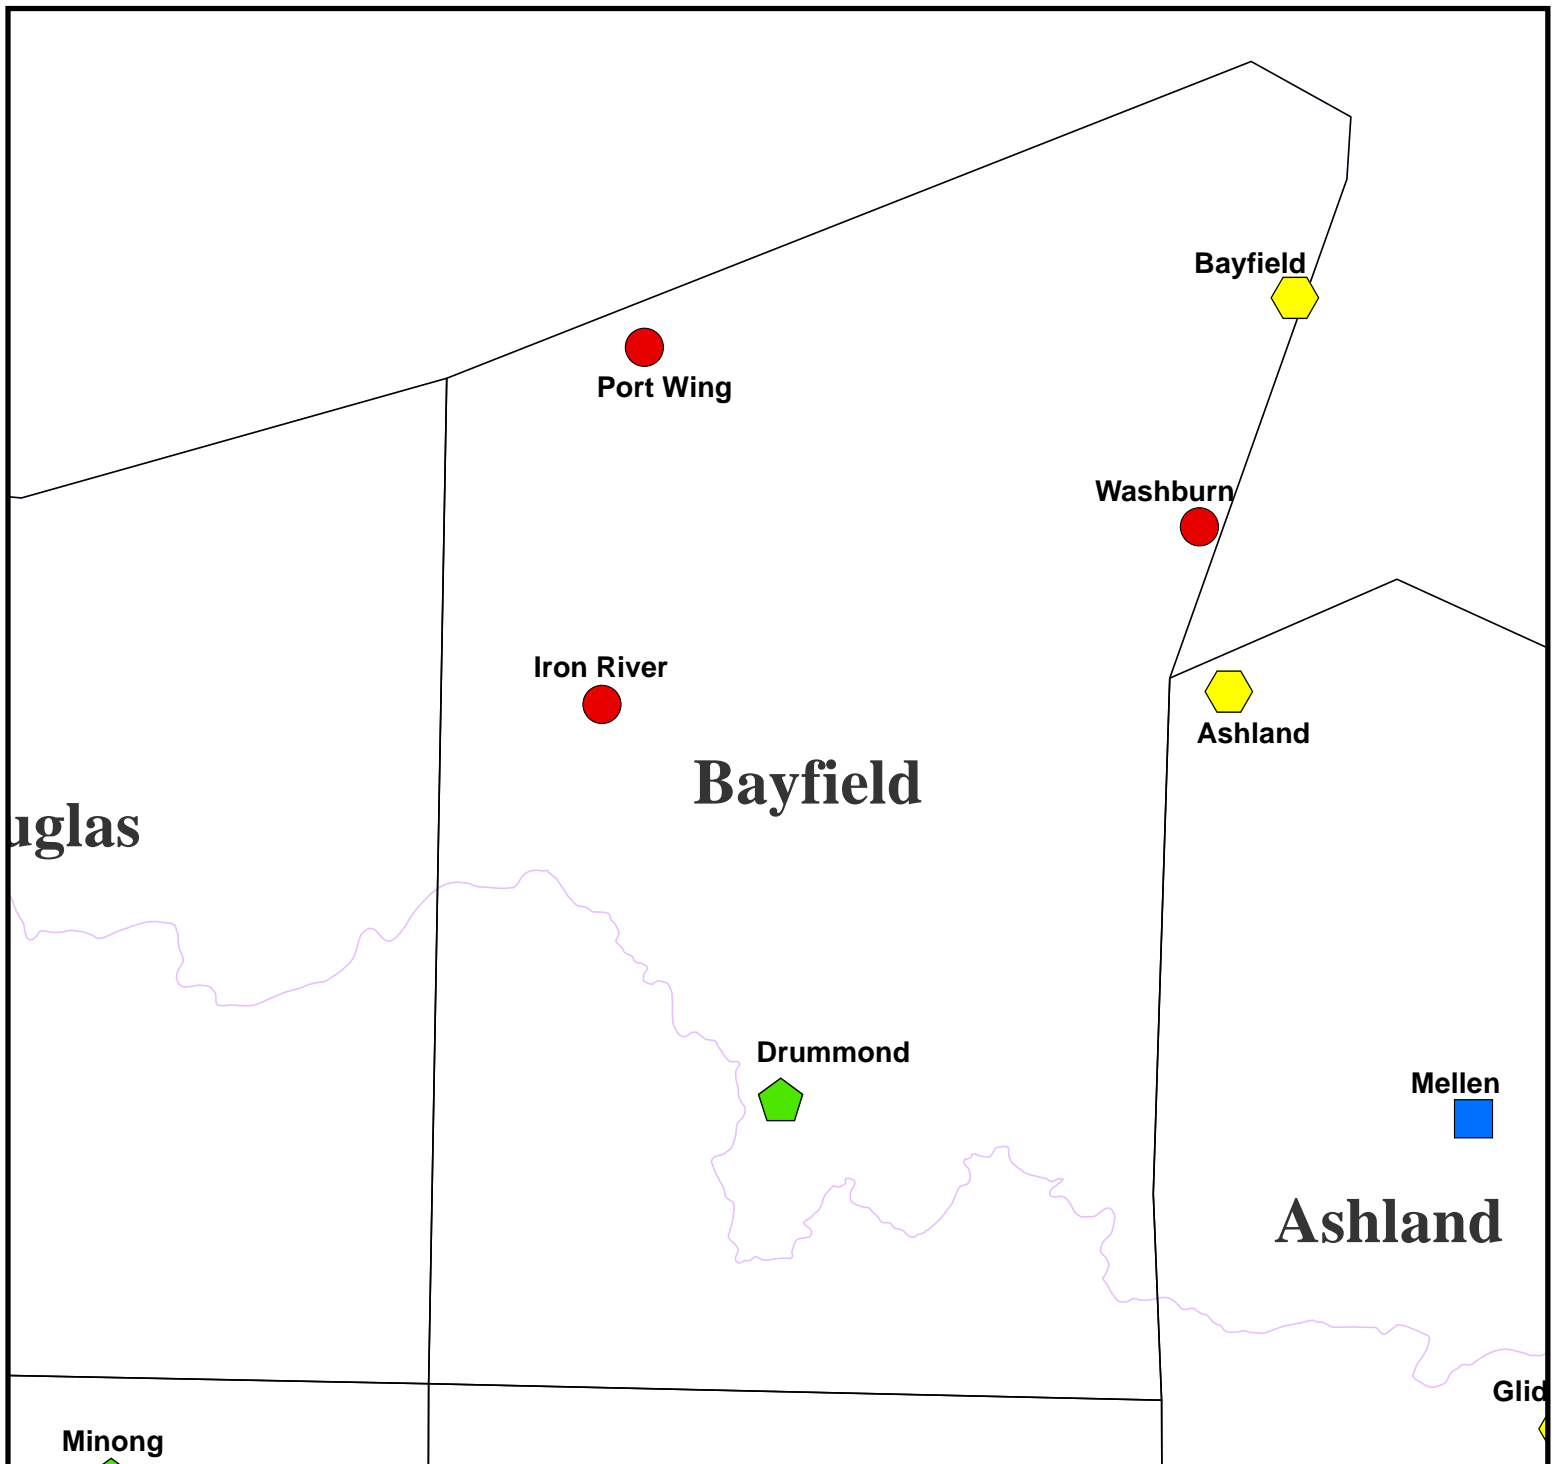 Bayfield
Port Wing
Washburn
Iron River
Ashland
Bayfield
uglas
Drummond
Mellen
Ashland
Glid
Minong